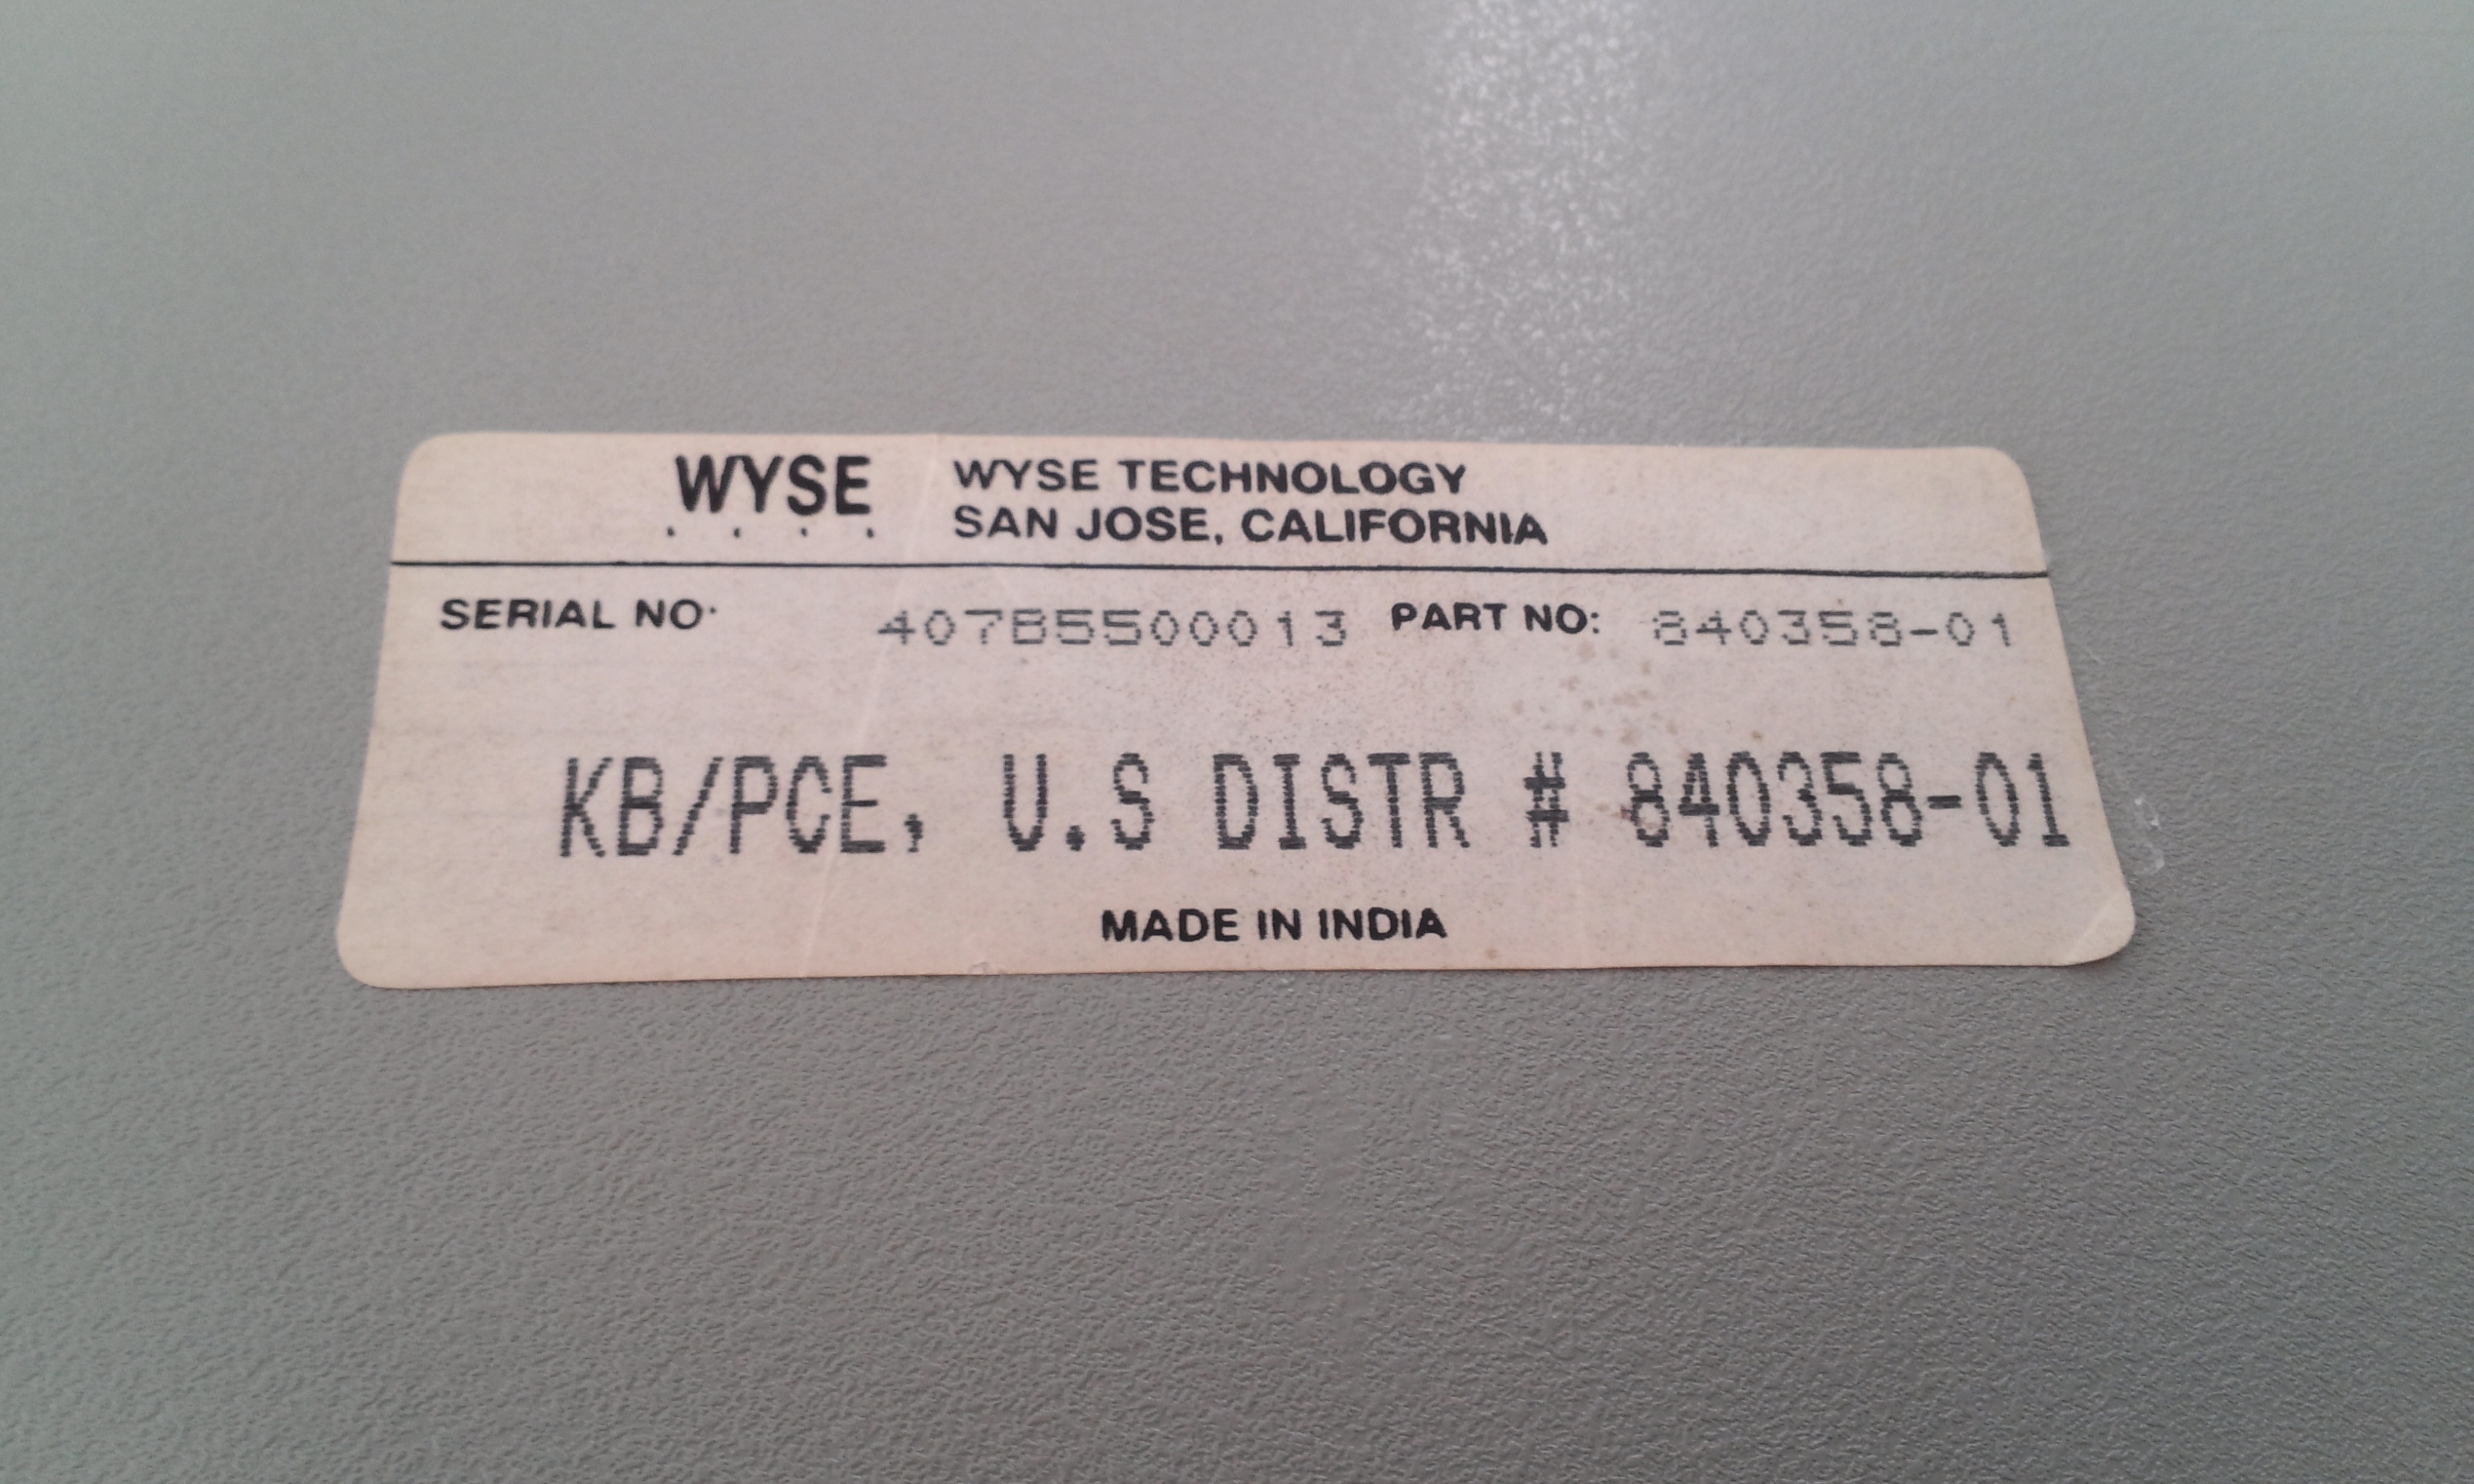 WYSE WYSE TECHNOLOGY
SAN JOSE, CALIFORNIA
SERIAL NO. 407B5500013 PART NO: 840358-01
KB/PCE, U.S DISTR # 840358-01
MADE IN INDIA